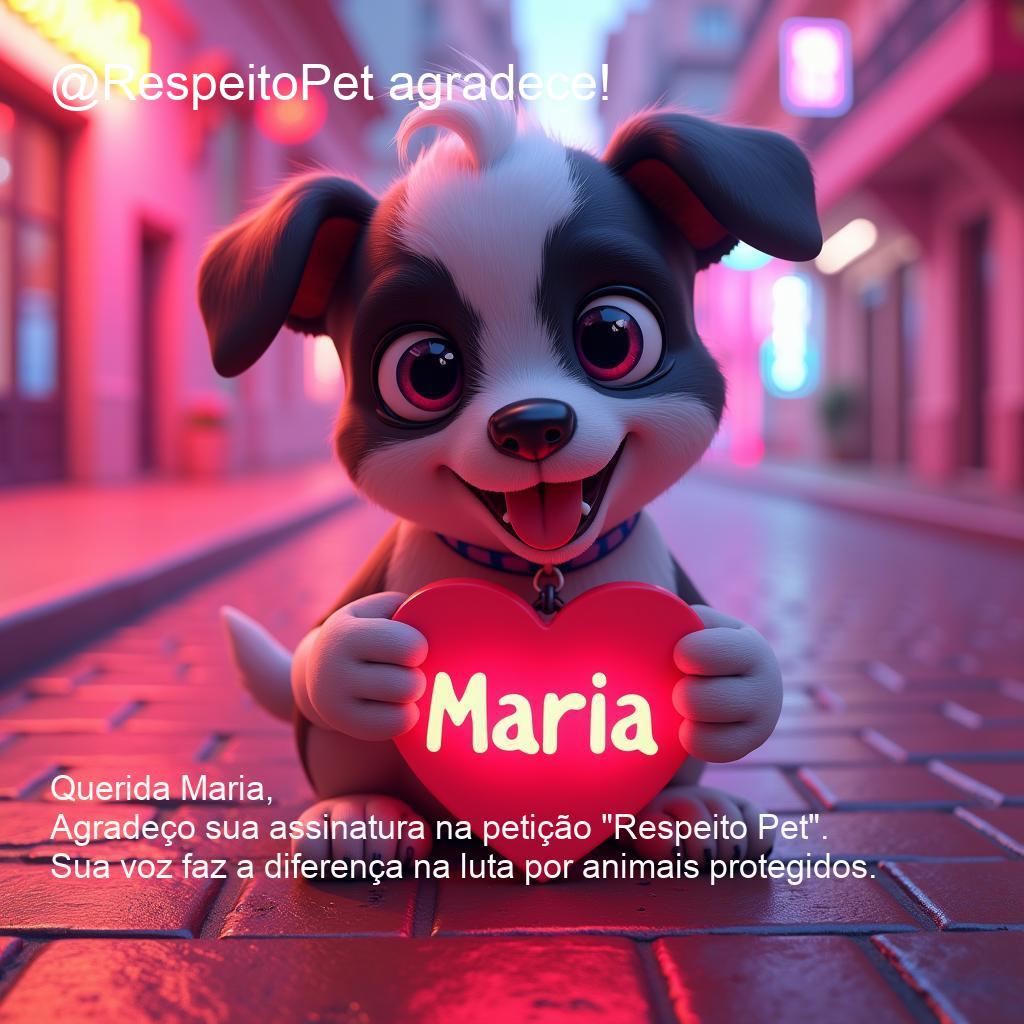 @RespeitoPet agradece!
Maria
Querida Maria,
Agradeço sua assinatura na petição "Respeito Pet".
Sua voz faz a diferença na luta por animais protegidos.